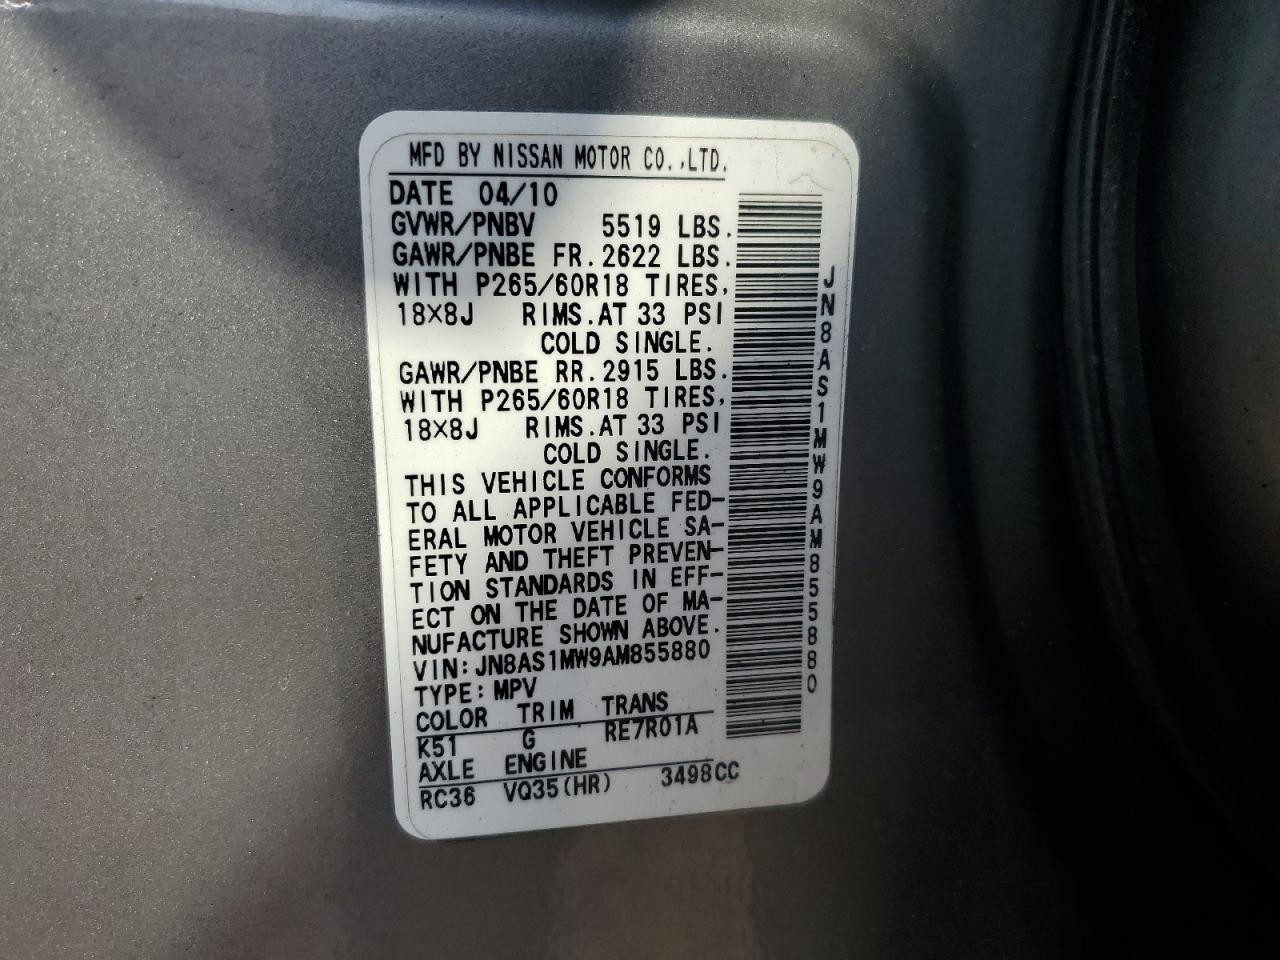 MFD BY NISSAN MOTOR CO.,LTD.
DATE 04/10
GVWR/PNBV 5519 LBS.
GAWR/PNBE FR.2622 LBS.
WITH P265/60R18 TIRES,
18×8J RIMS.AT 33 PSI
COLD SINGLE.
GAWR/PNBE RR.2915 LBS.
WITH P265/60R18 TIRES,
18×8J RIMS.AT 33 PSI
COLD SINGLE.
THIS VEHICLE CONFORMS
TO ALL APPLICABLE FED-
ERAL MOTOR VEHICLE SA-
FETY AND THEFT PREVEN-
TION STANDARDS IN EFF-
ECT ON THE DATE OF MA-
NUFACTURE SHOWN ABOVE.
VIN:JN8AS1MW9AM855880
TYPE:MPV
COLOR TRIM TRANS
K51 G RE7R01A
AXLE ENGINE
RC36 VQ35(HR) 3498CC
JN8AS1MW9AM855880